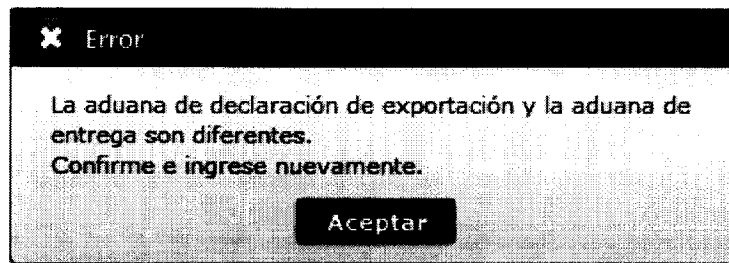 Error
La aduana de declaración de exportación y la aduana de
entrega son diferentes.
Confirme e ingrese nuevamente.
Aceptar